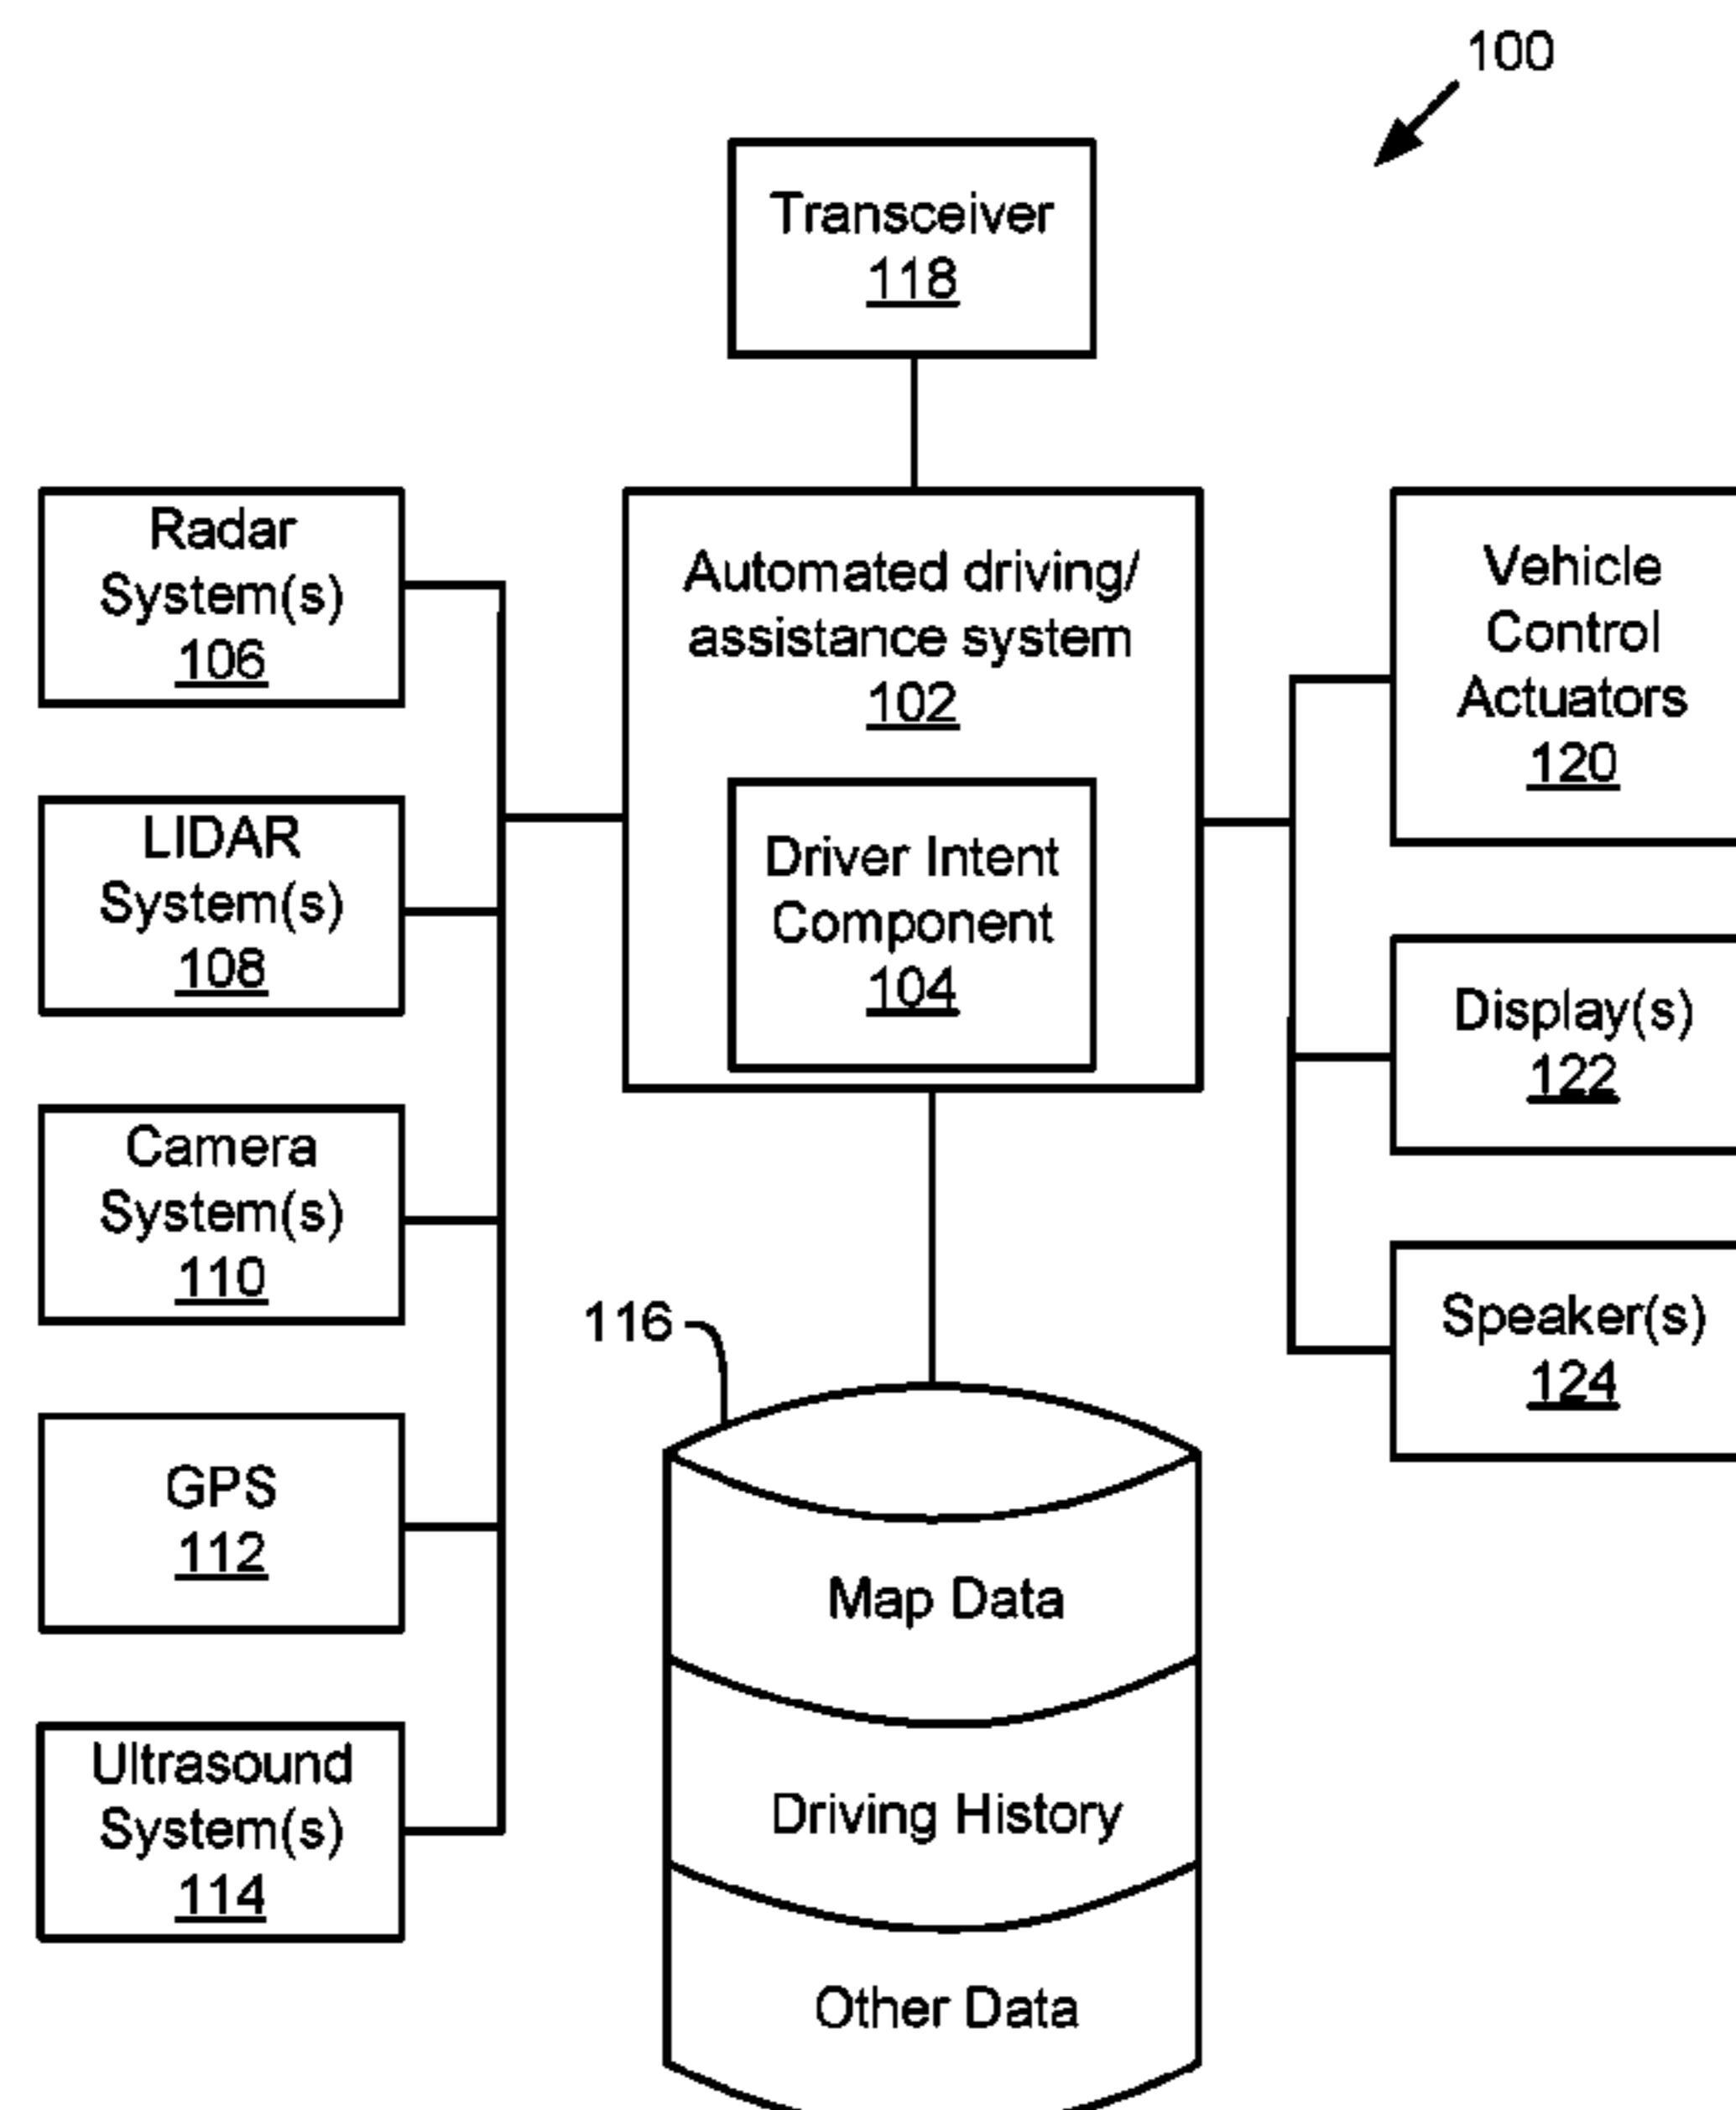 100
Transceiver
118
Radar
System(s)
106
LIDAR
System(s)
108
Camera
System(s)
110
GPS
112
Ultrasound
System(s)
114
Automated driving/
assistance system
102
Driver Intent
Component
104
Vehicle
Control
Actuators
120
Display(s)
122
Speaker(s)
124
116
Map Data
Driving History
Other Data